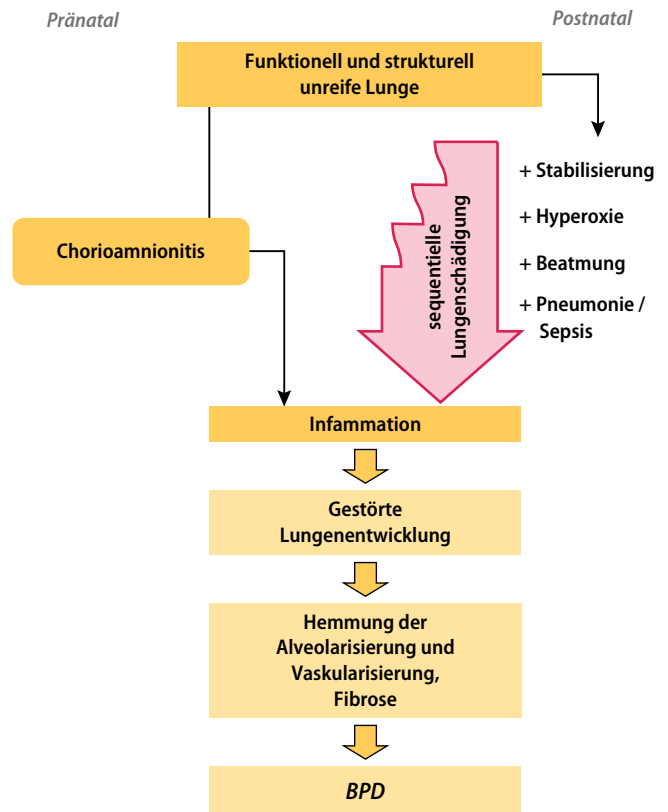 Pränatal
Postnatal
Funktionell und strukturell
unreife Lunge
+ Stabilisierung
+ Hyperoxie
+ Beatmung
+ Pneumonie /
Sepsis
sequentielle
Lungenschädigung
Chorioamnionitis
Infammation
Gestörte
Lungenentwicklung
Hemmung der
Alveolarisierung und
Vaskularisierung,
Fibrose
BPD